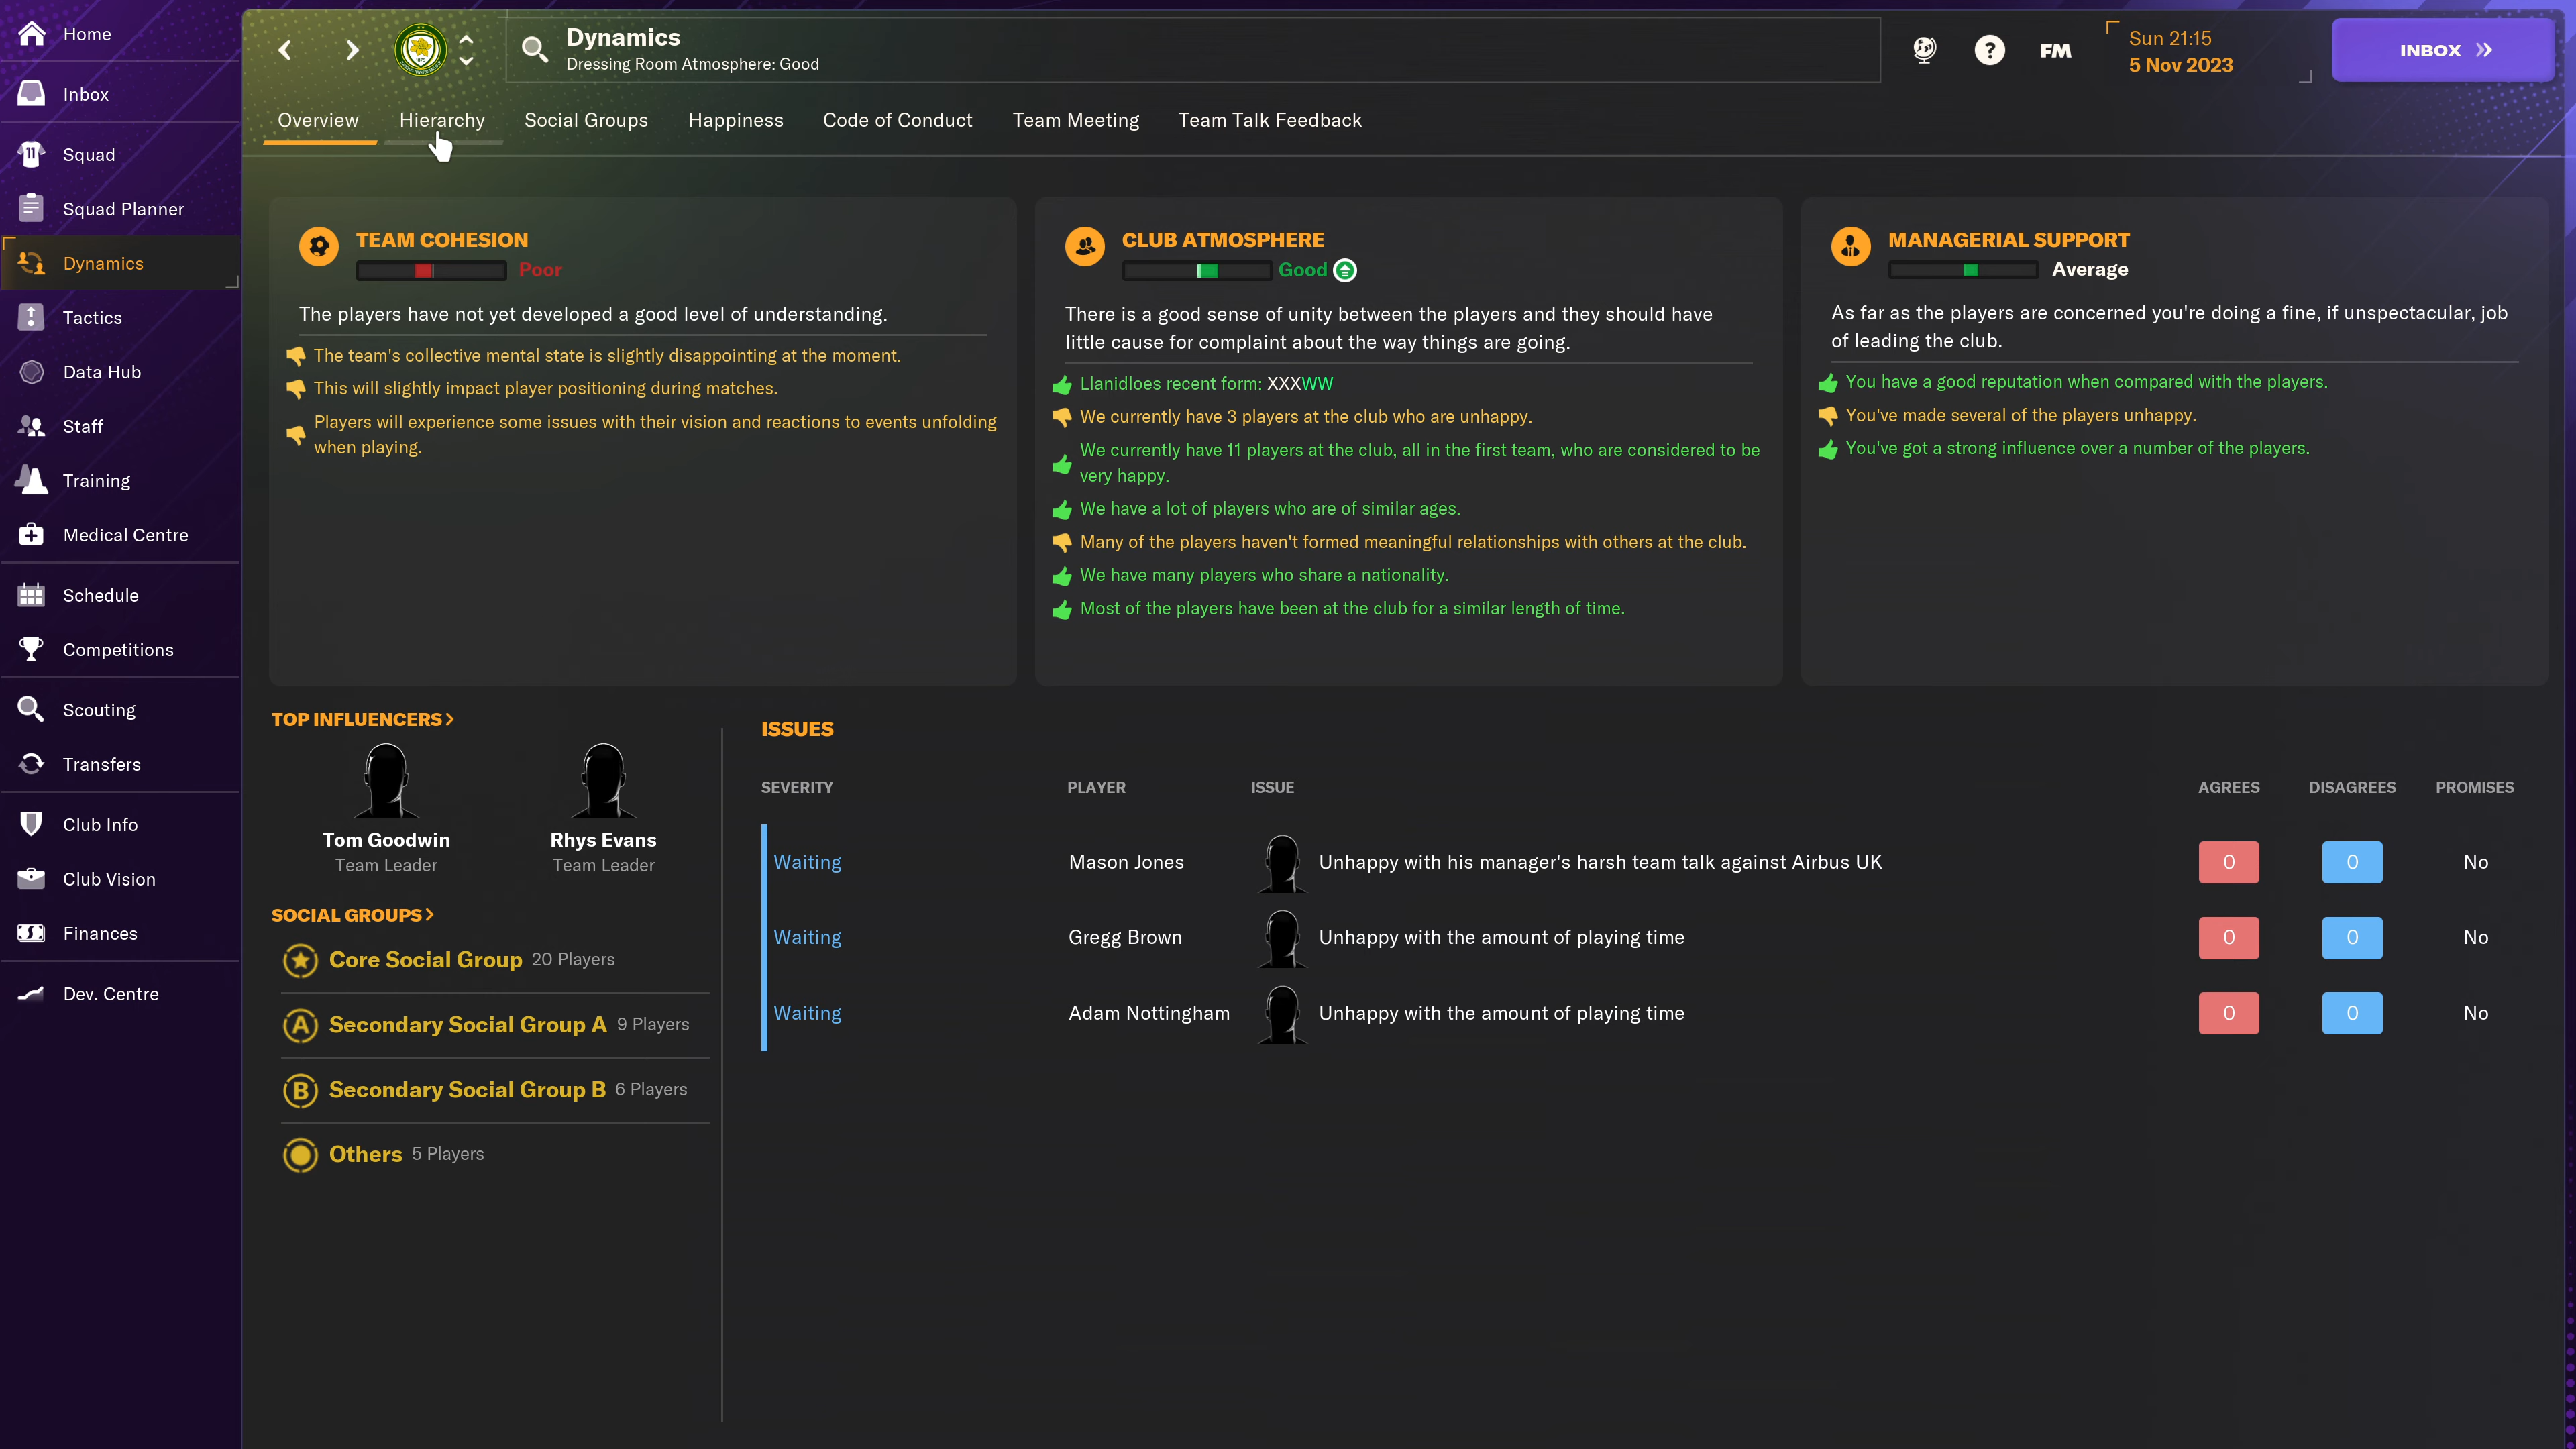 Home
Inbox
Squad
Squad Planner
Dynamics
Tactics
Data Hub
Staff
Training
Medical Centre
Schedule
Competitions
Scouting
Transfers
Club Info
Club Vision
Finances
Dev. Centre
Dynamics
Dressing Room Atmosphere: Good
?
FM
Sun 21:15
5 Nov 2023
INBOX
Overview
Hierarchy
Social Groups
Happiness
Code of Conduct
Team Meeting
Team Talk Feedback
TEAM COHESION
Poor
The players have not yet developed a good level of understanding.
The team's collective mental state is slightly disappointing at the moment.
This will slightly impact player positioning during matches.
Players will experience some issues with their vision and reactions to events unfolding
when playing.
CLUB ATMOSPHERE
Good
There is a good sense of unity between the players and they should have
little cause for complaint about the way things are going.
Llanidloes recent form: XXXWW
We currently have 3 players at the club who are unhappy.
We currently have 11 players at the club, all in the first team, who are considered to be
very happy.
We have a lot of players who are of similar ages.
Many of the players haven't formed meaningful relationships with others at the club.
We have many players who share a nationality.
Most of the players have been at the club for a similar length of time.
MANAGERIAL SUPPORT
Average
As far as the players are concerned you're doing a fine, if unspectacular, job
of leading the club.
You have a good reputation when compared with the players.
You've made several of the players unhappy.
You've got a strong influence over a number of the players.
TOP INFLUENCERS
Tom Goodwin
Team Leader
Rhys Evans
Team Leader
SOCIAL GROUPS
Core Social Group 20 Players
A Secondary Social Group A 9 Players
B Secondary Social Group B 6 Players
Others 5 Players
ISSUES
SEVERITY PLAYER ISSUE AGREES DISAGREES PROMISES
Waiting Mason Jones Unhappy with his manager's harsh team talk against Airbus UK 0 0 No
Waiting Gregg Brown Unhappy with the amount of playing time 0 0 No
Waiting Adam Nottingham Unhappy with the amount of playing time 0 0 No